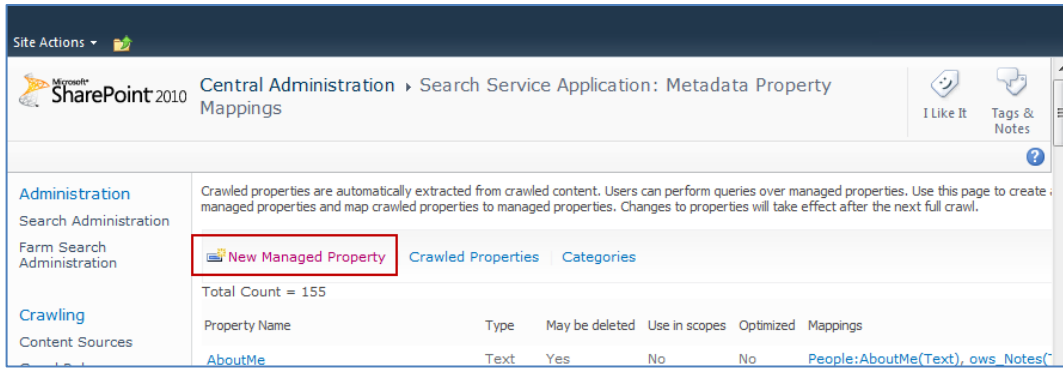 Site Actions
Microsoft
SharePoint 2010
Central Administration Search Service Application: Metadata Property
Mappings
I Like It
Tags &
Notes
Administration
Search Administration
Farm Search
Administration
Crawling
Content Sources
Crawled properties are automatically extracted from crawled content. Users can perform queries over managed properties. Use this page to create
managed properties and map crawled properties to managed properties. Changes to properties will take effect after the next full crawl.
New Managed Property Crawled Properties Categories
Total Count = 155
Property Name Type May be deleted Use in scopes Optimized Mappings
AboutMe Text Yes No No People:AboutMe(Text), ows_Notes(